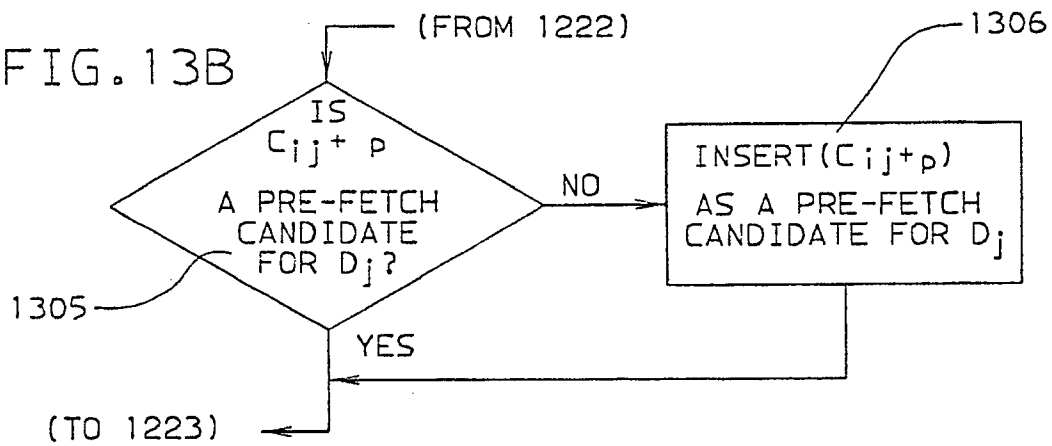 FIG. 13B
(FROM 1222)
1306
IS
Cij+ p
A PRE-FETCH
CANDIDATE
FOR Dj?
1305
NO
INSERT(Cij+p)
AS A PRE-FETCH
CANDIDATE FOR Dj
YES
(TO 1223)